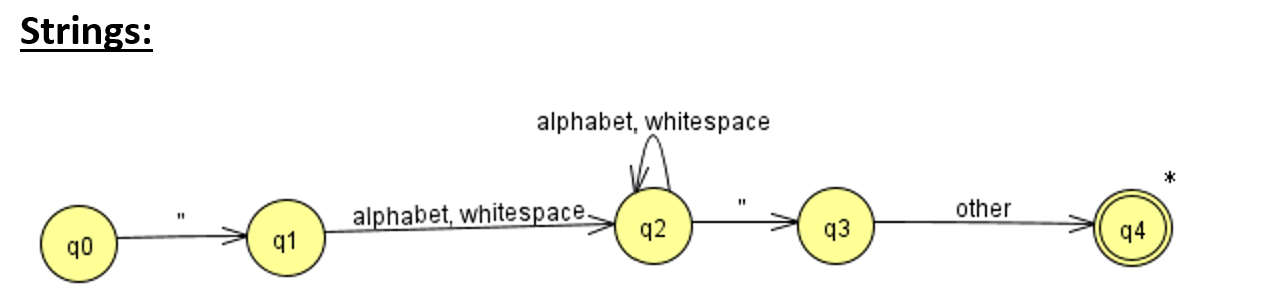 Strings:
alphabet, whitespace
*
" alphabet, whitespace " other
q0 q1 q2 q3 q4